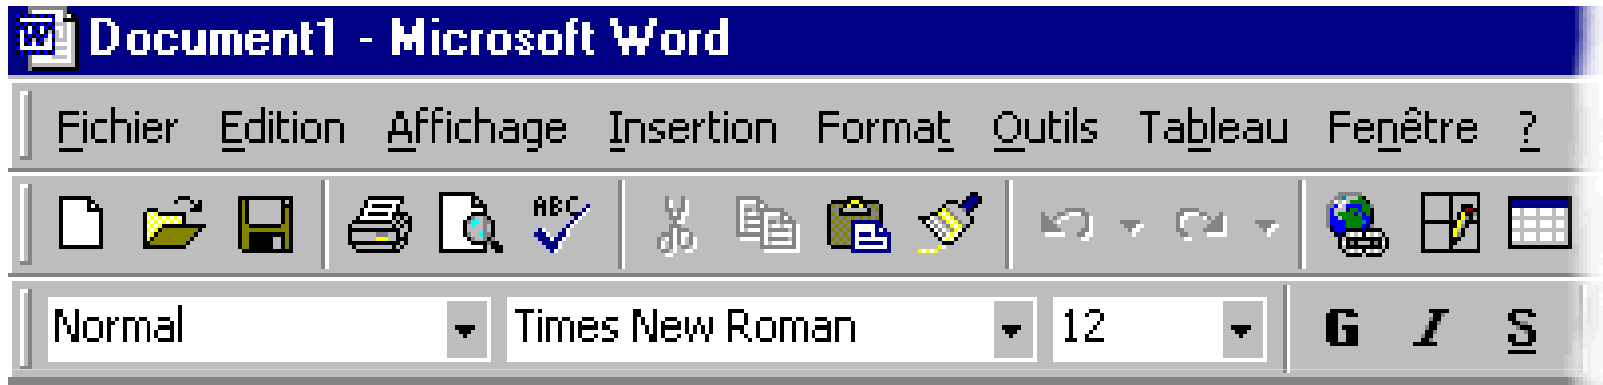 Document1 - Microsoft Word
Fichier Edition Affichage Insertion Format Outils Tableau Fenêtre ?
ABC
Normal Times New Roman 12 G I S